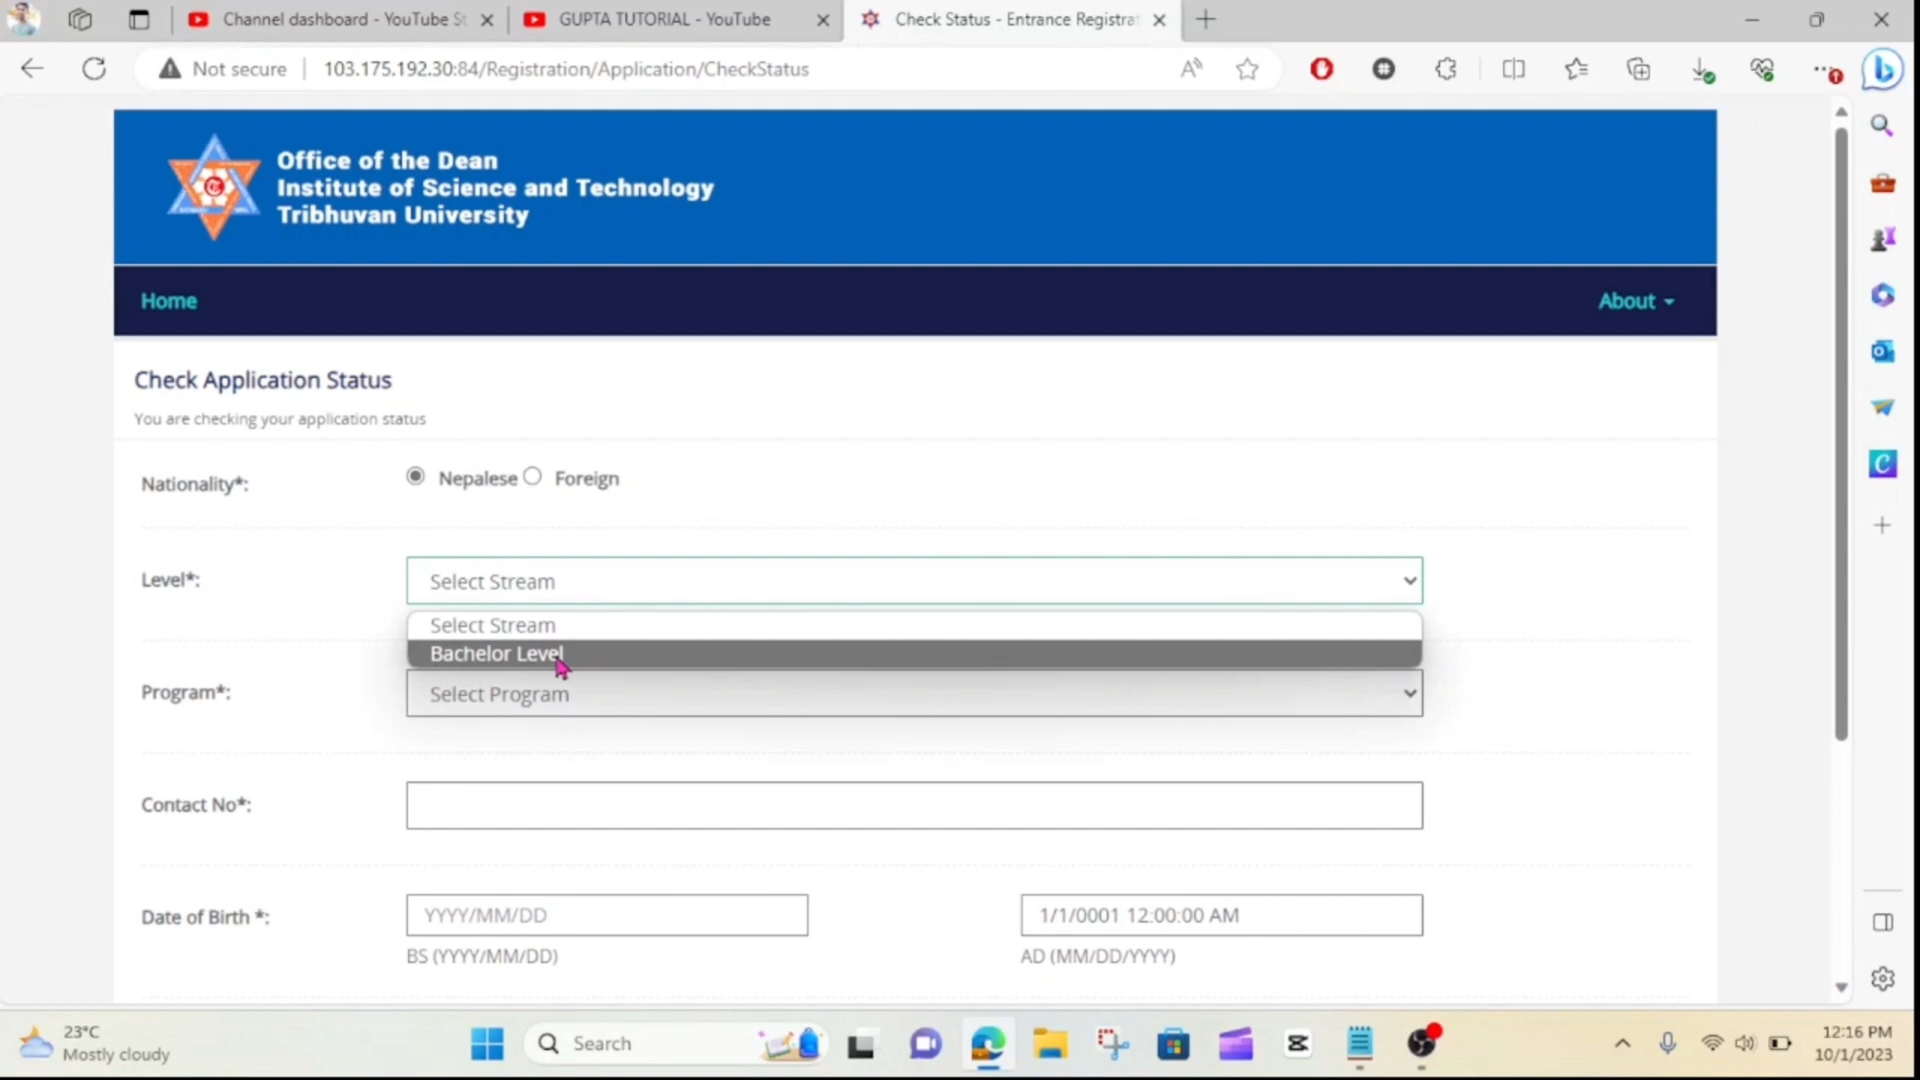 Channel dashboard - YouTube St
GUPTA TUTORIAL - YouTube
Check Status - Entrance Registrat
Not secure
103.175.192.30:84/Registration/Application/CheckStatus
Office of the Dean
Institute of Science and Technology
Tribhuvan University
Home
About
Check Application Status
You are checking your application status
Nationality*:
Nepalese
Foreign
Level*:
Select Stream
Select Stream
Bachelor Level
Program*:
Select Program
Contact No*:
Date of Birth *:
YYYY/MM/DD
1/1/0001 12:00:00 AM
BS (YYYY/MM/DD)
AD (MM/DD/YYYY)
23°C
Mostly cloudy
Search
12:16 PM
10/1/2023